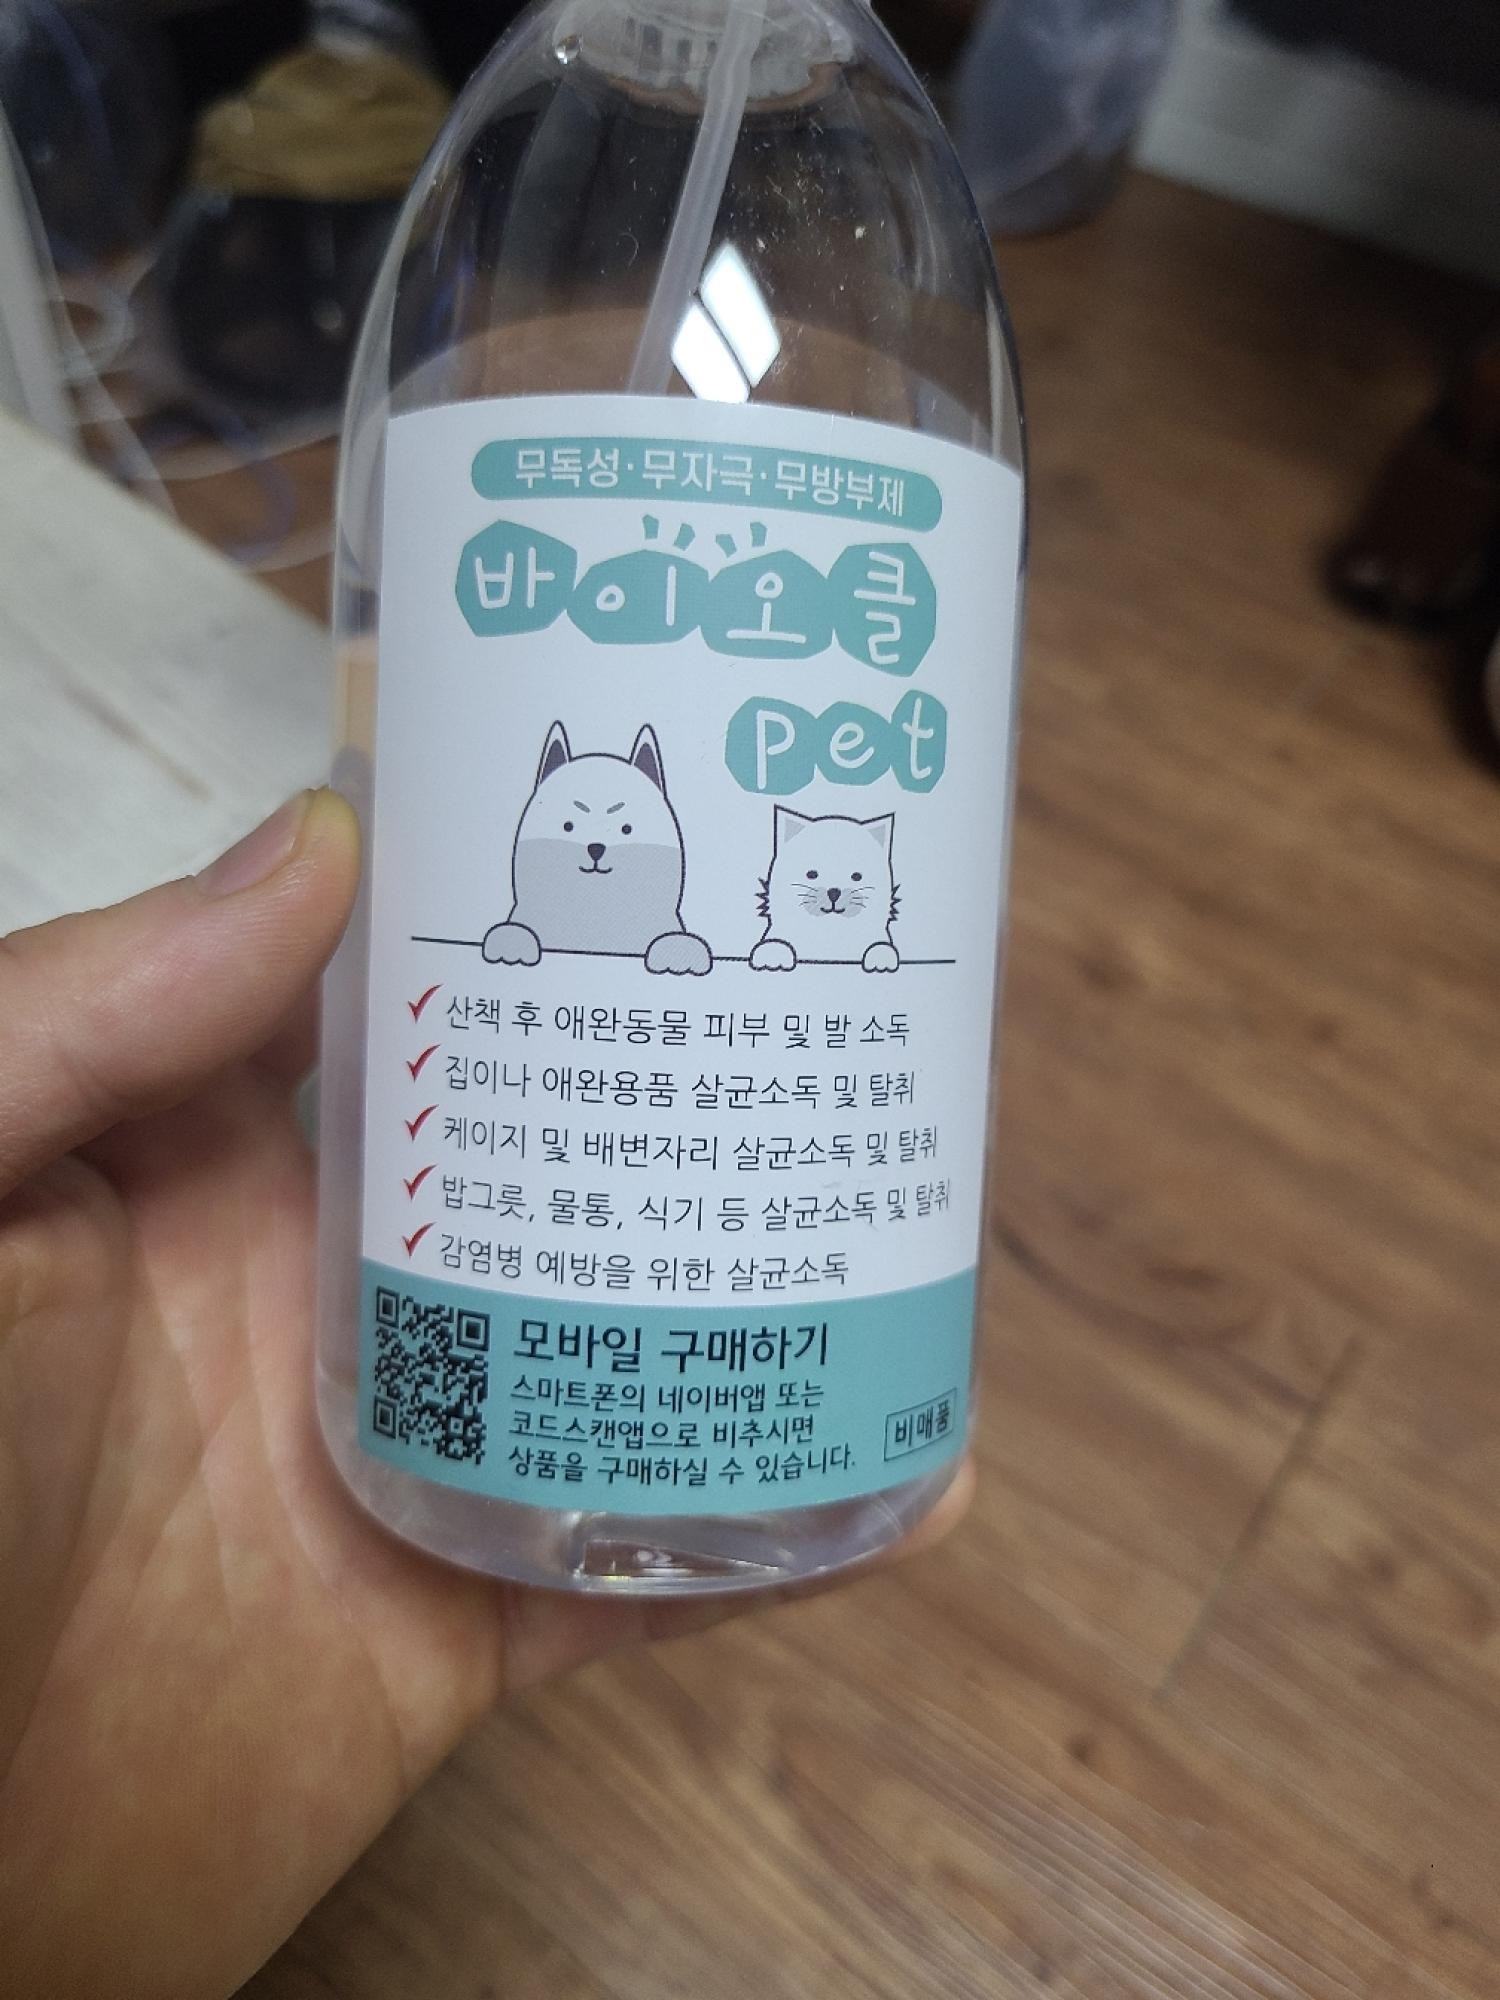 무독성·무자극·무방부제
바이오클
pet
산책 후 애완동물 피부 및 발 소독
집이나 애완용품 살균소독 및 탈취
케이지 및 배변자리 살균소독 및 탈취
밥그릇, 물통, 식기 등 살균소독 및 탈취
감염병 예방을 위한 살균소독
모바일 구매하기
스마트폰의 네이버앱 또는
코드스캔앱으로 비추시면
상품을 구매하실 수 있습니다.
비매품